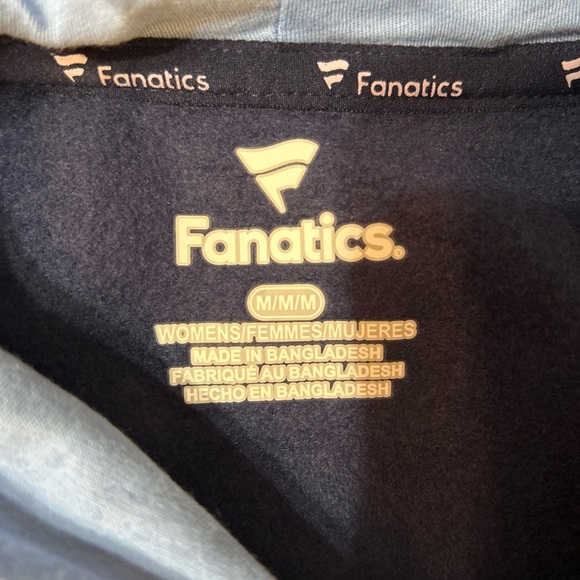 Fanatics Fanatics
Fanatics.
M/M/M
WOMENS/FEMMES/MUJERES
MADE IN BANGLADESH
FABRIQUÉ AU BANGLADESH
HECHO EN BANGLADESH